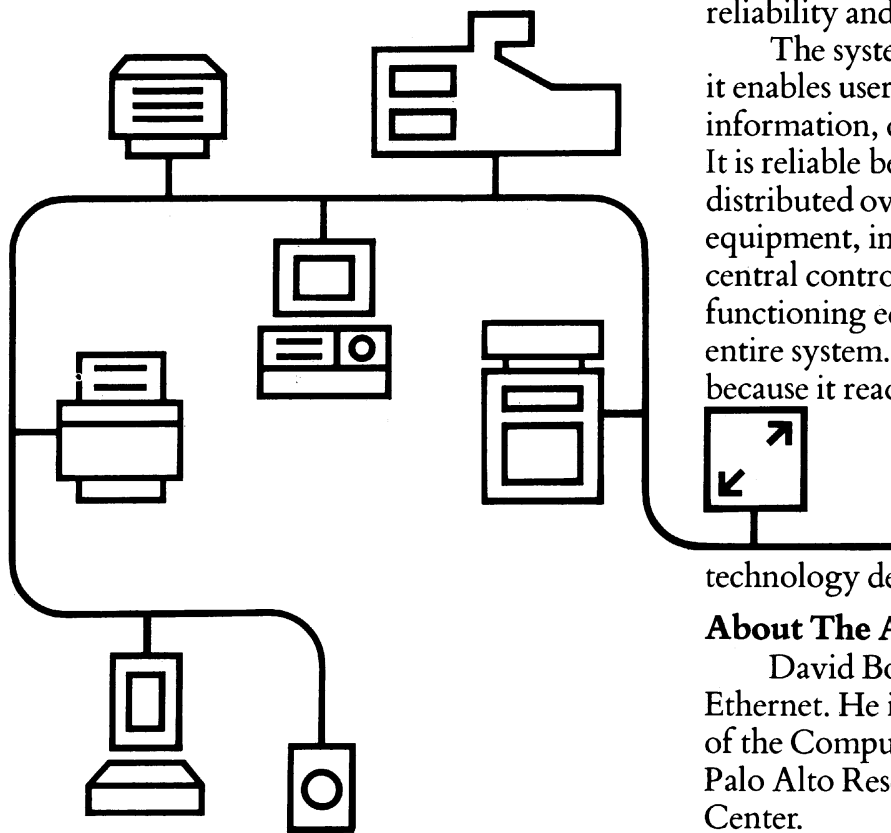 reliability and
The syste
it enables user
information,
It is reliable be
distributed ov
equipment, in
central contro
functioning e
entire system.
because it read
technology de
About The A
David Bo
Ethernet. He i
of the Compu
Palo Alto Res
Center.